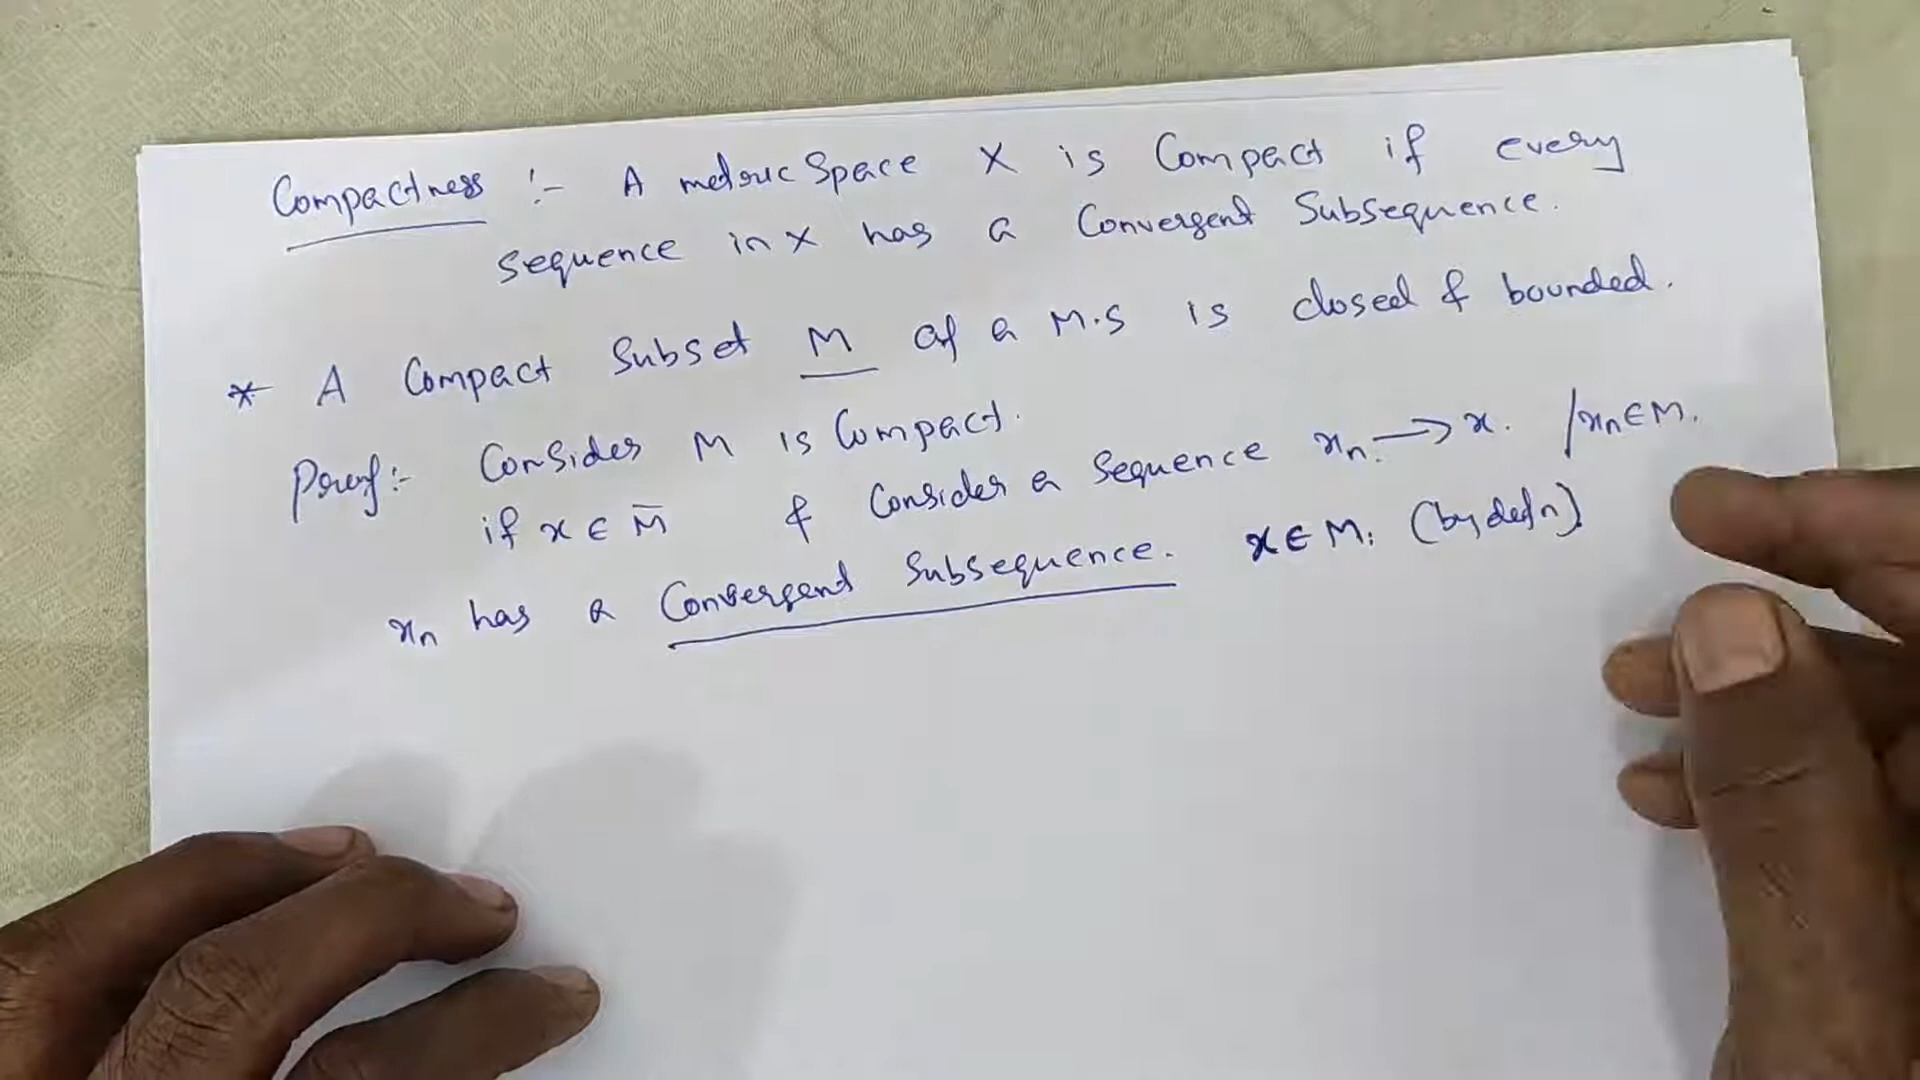 Compactness :- A metric Space X is Compact if every
sequence in X has a Convergent Subsequence.
* A Compact Subset M of a M.S is closed & bounded.
Proof:- Consider M is Compact.
if x ∈ M̄ & Consider a sequence xₙ → x. /xₙ∈M.
xₙ has a Convergent Subsequence. x∈M. (by defn).